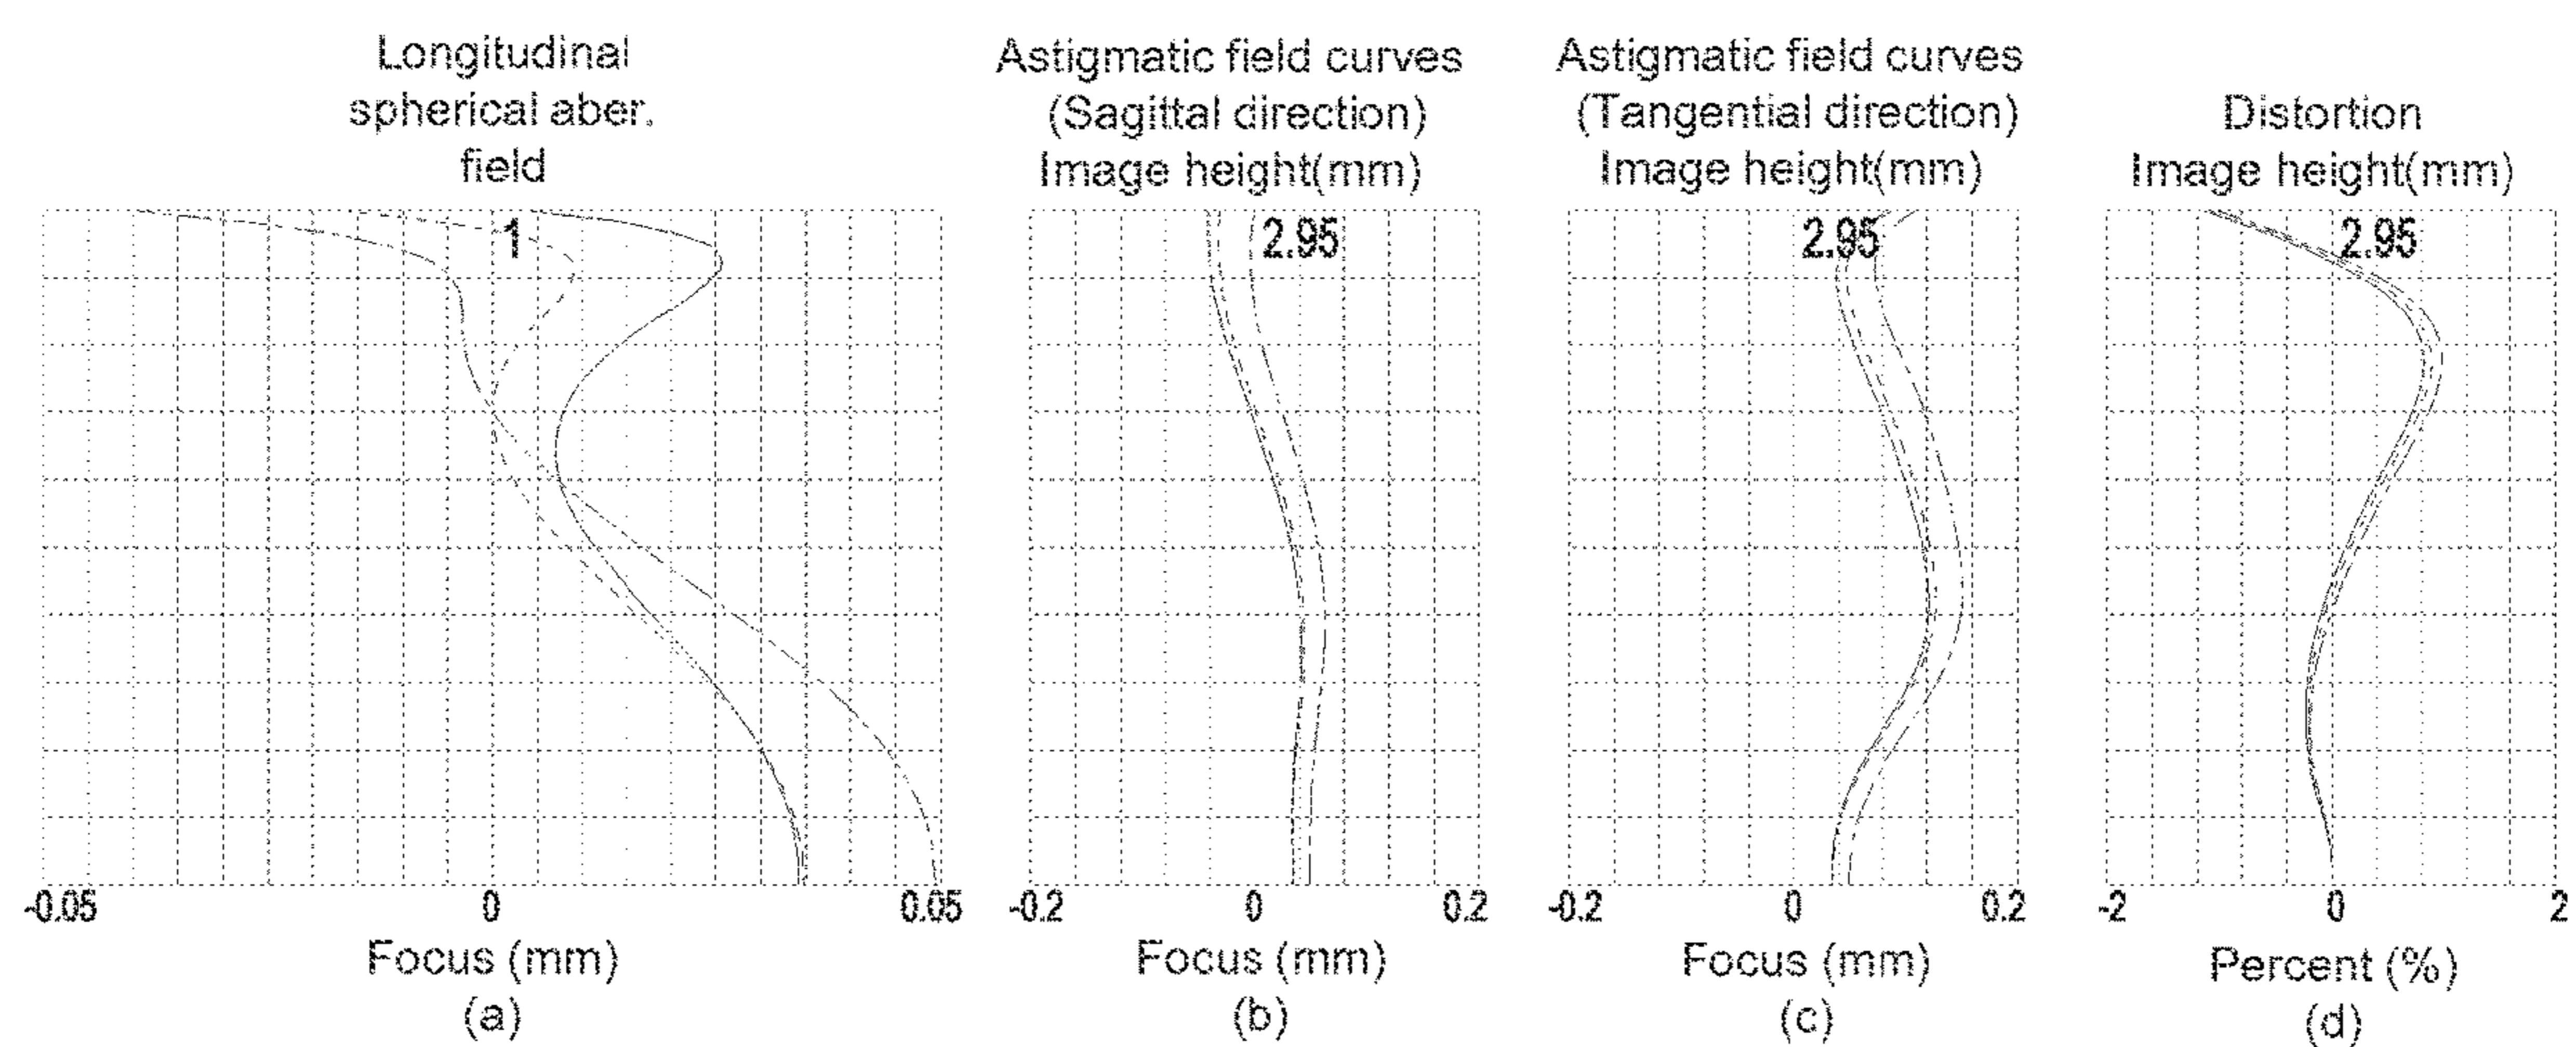 Longitudinal
spherical aber.
field
1
-0.05 0 0.05
Focus (mm)
(a)
Astigmatic field curves
(Sagittal direction)
Image height(mm)
2.95
-0.2 0 0.2
Focus (mm)
(b)
Astigmatic field curves
(Tangential direction)
Image height(mm)
2.95
-0.2 0 0.2
Focus (mm)
(c)
Distortion
Image height(mm)
2.95
-2 0 2
Percent (%)
(d)